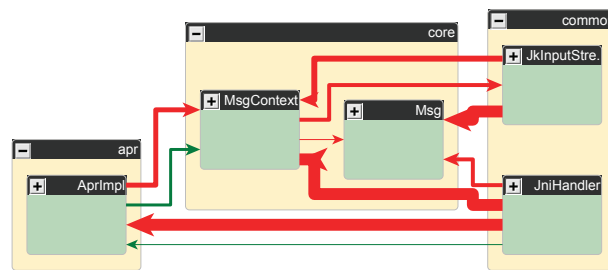 commo
core
JkInputStre.
MsgContext
Msg
apr
AprImpl
JniHandler